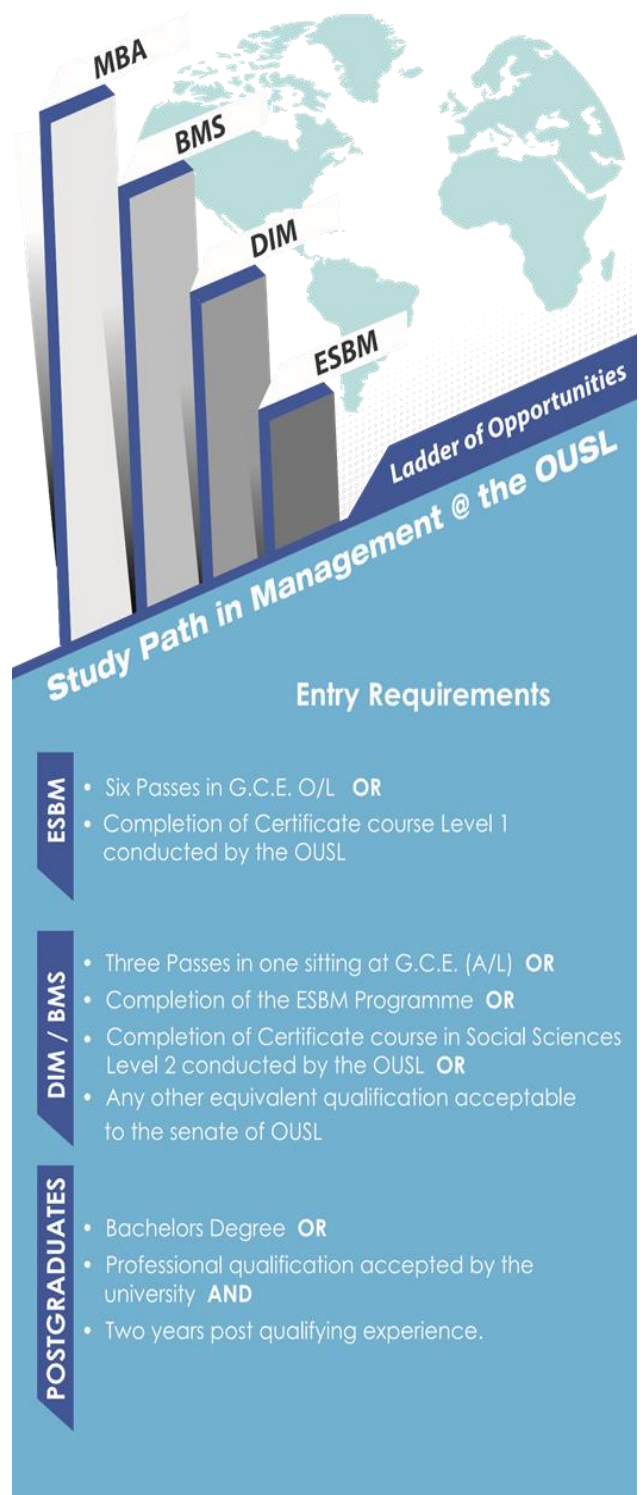 MBA
BMS
DIM
ESBM
Ladder of Opportunities
Study Path in Management @ the OUSL
Entry Requirements
ESBM
• Six Passes in G.C.E. O/L OR
• Completion of Certificate course Level 1
conducted by the OUSL
DIM / BMS
• Three Passes in one sitting at G.C.E. (A/L) OR
• Completion of the ESBM Programme OR
• Completion of Certificate course in Social Sciences
Level 2 conducted by the OUSL OR
• Any other equivalent qualification acceptable
to the senate of OUSL
POSTGRADUATES
• Bachelors Degree OR
• Professional qualification accepted by the
university AND
• Two years post qualifying experience.